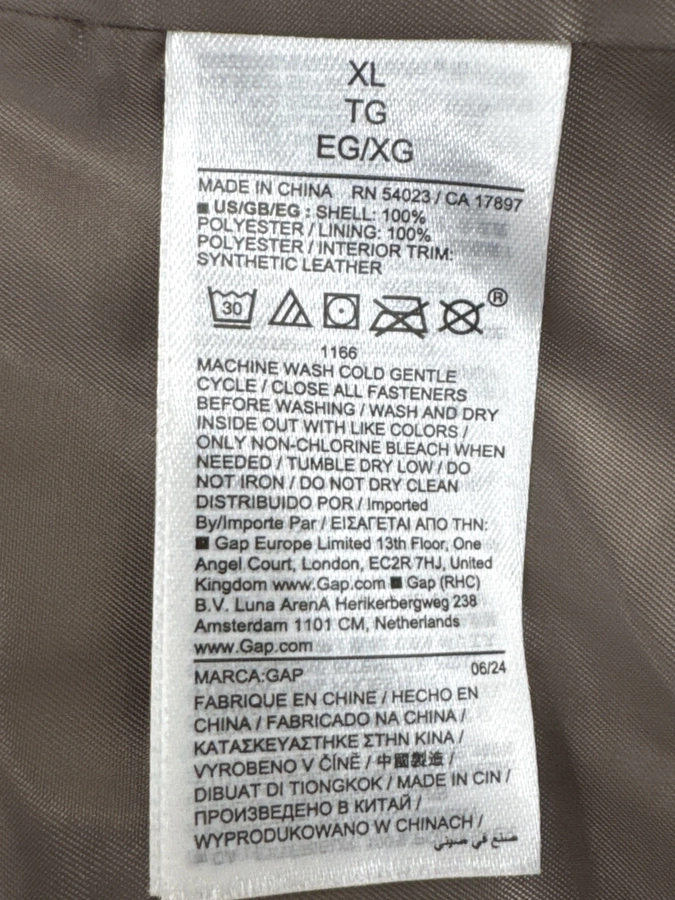 XL
TG
EG/XG
MADE IN CHINA RN 54023 / CA 17897
■ US/GB/EG : SHELL: 100%
POLYESTER / LINING: 100%
POLYESTER / INTERIOR TRIM:
SYNTHETIC LEATHER
30 ®
1166
MACHINE WASH COLD GENTLE
CYCLE / CLOSE ALL FASTENERS
BEFORE WASHING / WASH AND DRY
INSIDE OUT WITH LIKE COLORS /
ONLY NON-CHLORINE BLEACH WHEN
NEEDED / TUMBLE DRY LOW / DO
NOT IRON / DO NOT DRY CLEAN
DISTRIBUIDO POR / Imported
By/Importe Par / ΕΙΣΑΓΕΤΑΙ ΑΠΟ ΤΗΝ:
■ Gap Europe Limited 13th Floor, One
Angel Court, London, EC2R 7HJ, United
Kingdom www.Gap.com ■ Gap (RHC)
B.V. Luna ArenA Herikerbergweg 238
Amsterdam 1101 CM, Netherlands
www.Gap.com
MARCA:GAP 06/24
FABRIQUE EN CHINE / HECHO EN
CHINA / FABRICADO NA CHINA /
ΚΑΤΑΣΚΕΥΑΣΤΗΚΕ ΣΤΗΝ ΚΙΝΑ /
VYROBENO V ČÍNĚ / 中國製造 /
DIBUAT DI TIONGKOK / MADE IN CIN /
ПРОИЗВЕДЕНО В КИТАЙ /
WYPRODUKOWANO W CHINACH /
صنع في صيني